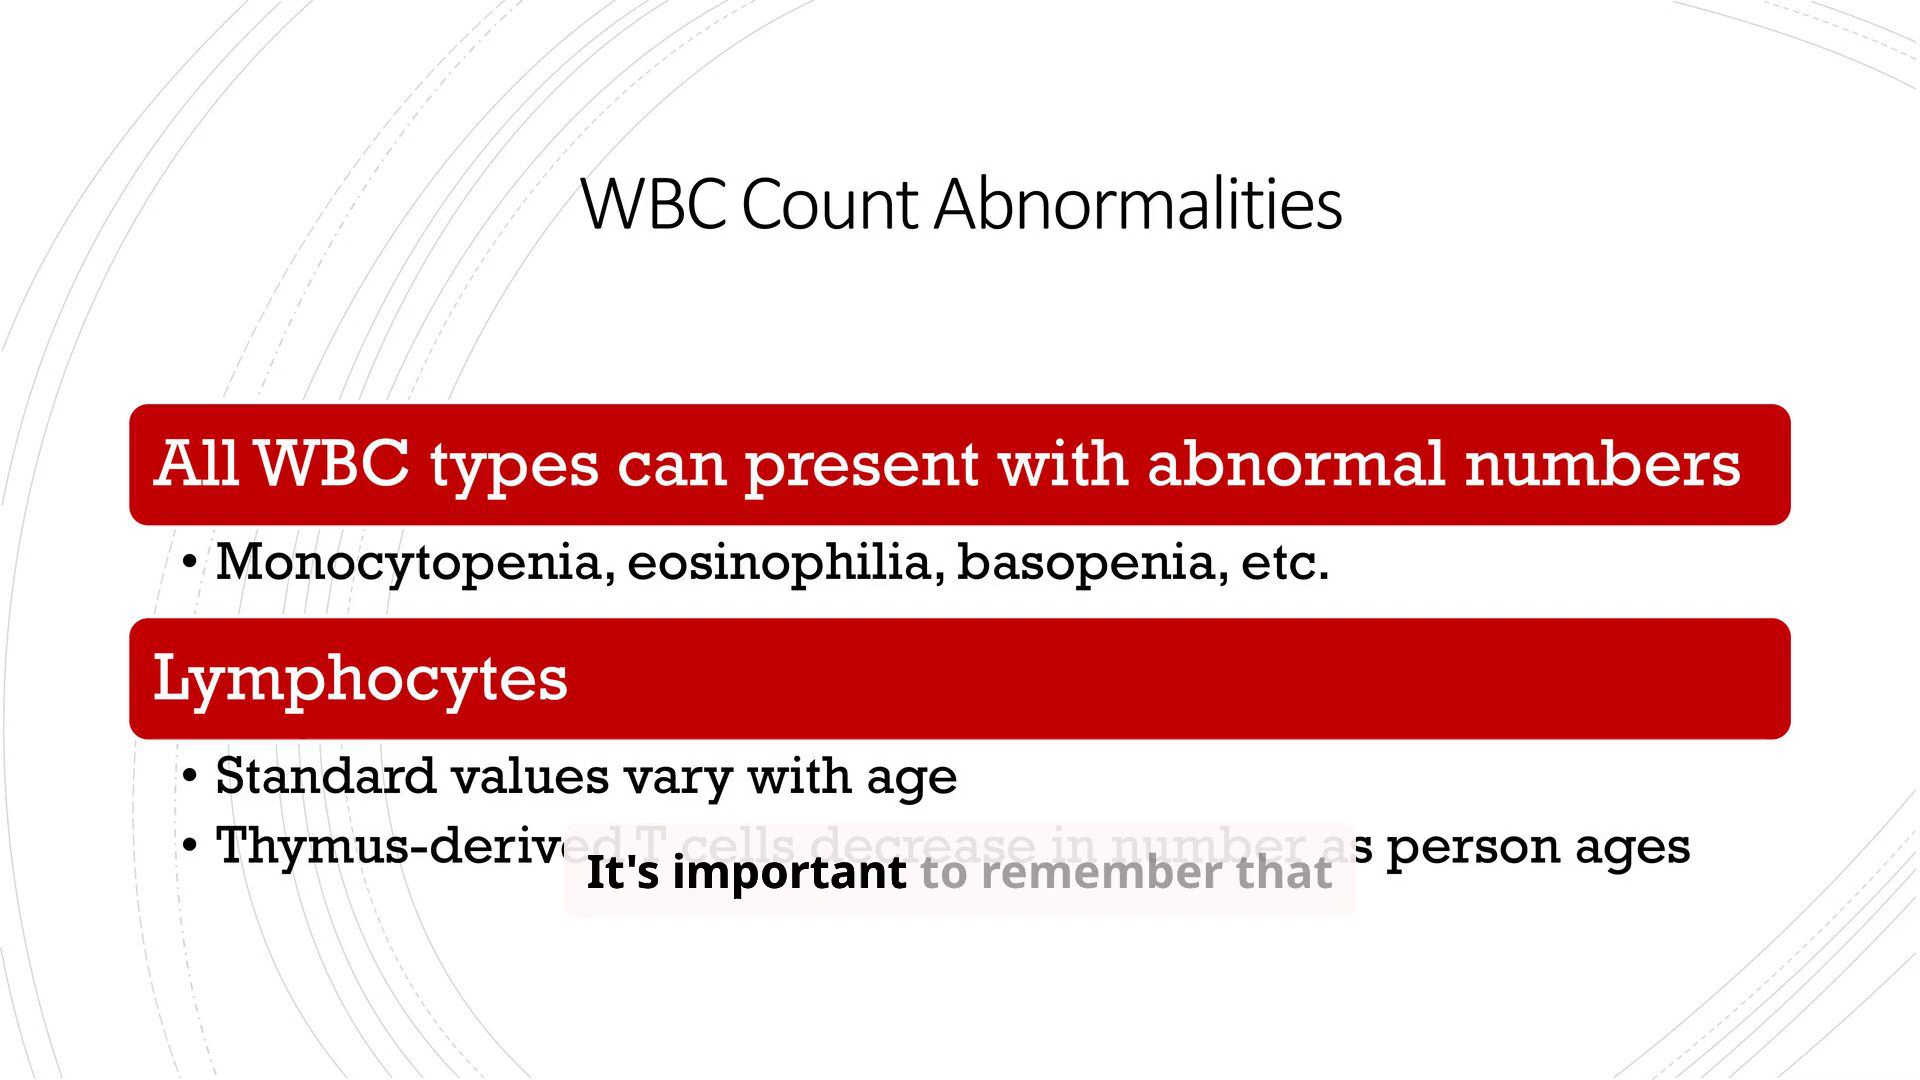 WBC Count Abnormalities
All WBC types can present with abnormal numbers
• Monocytopenia, eosinophilia, basopenia, etc.
Lymphocytes
• Standard values vary with age
• Thymus-derived T cells decrease in number as person ages
It's important to remember that